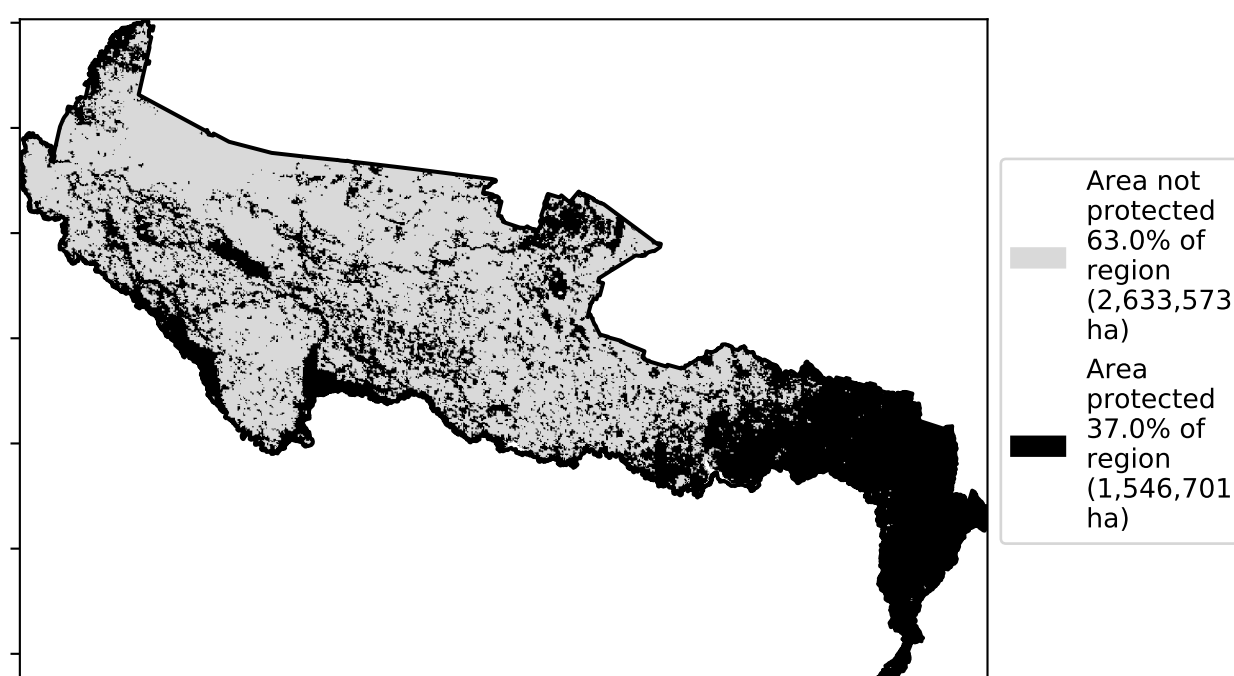 Area not
protected
63.0% of
region
(2,633,573
ha)
Area
protected
37.0% of
region
(1,546,701
ha)